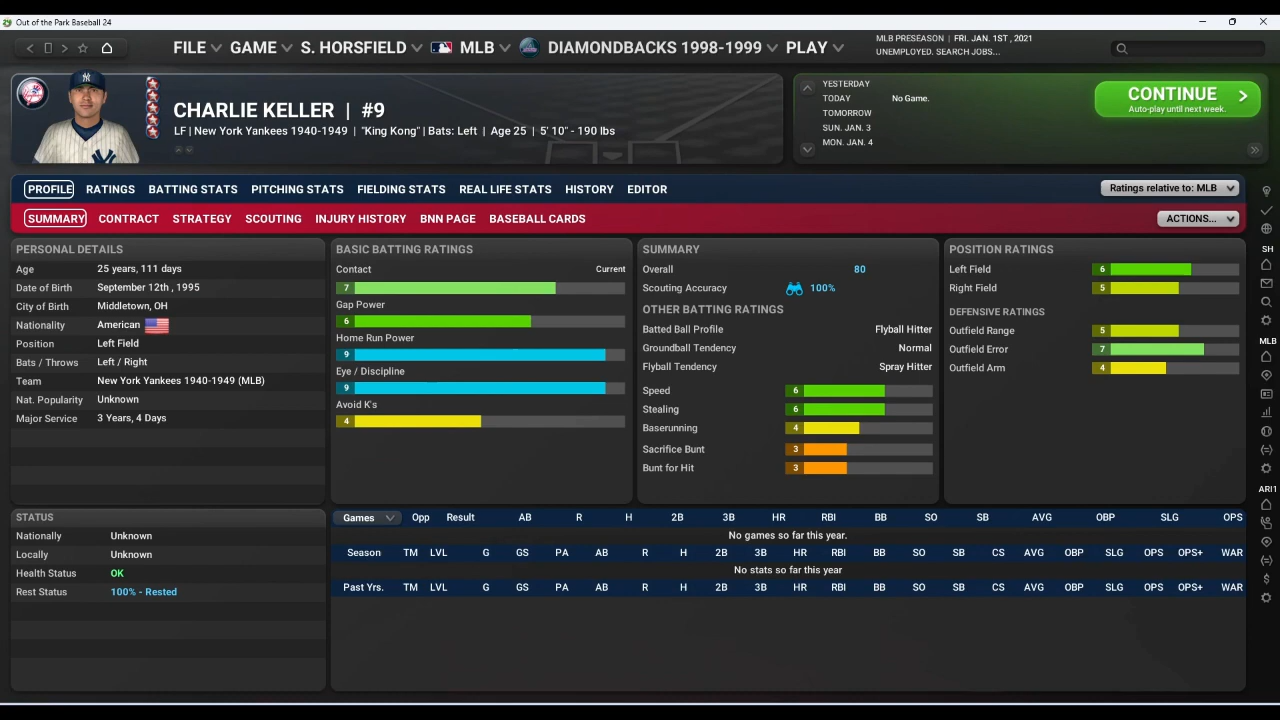 Out of the Park Baseball 24
FILE GAME S. HORSFIELD MLB DIAMONDBACKS 1998-1999 PLAY
MLB PRESEASON | FRI. JAN. 1ST , 2021
UNEMPLOYED. SEARCH JOBS...
CHARLIE KELLER | #9
LF | New York Yankees 1940-1949 | "King Kong" | Bats: Left | Age 25 | 5' 10" - 190 lbs
YESTERDAY
TODAY No Game.
TOMORROW
SUN. JAN. 3
MON. JAN. 4
CONTINUE
Auto-play until next week.
PROFILE RATINGS BATTING STATS PITCHING STATS FIELDING STATS REAL LIFE STATS HISTORY EDITOR
Ratings relative to: MLB
SUMMARY CONTRACT STRATEGY SCOUTING INJURY HISTORY BNN PAGE BASEBALL CARDS
ACTIONS...
PERSONAL DETAILS
Age 25 years, 111 days
Date of Birth September 12th , 1995
City of Birth Middletown, OH
Nationality American
Position Left Field
Bats / Throws Left / Right
Team New York Yankees 1940-1949 (MLB)
Nat. Popularity Unknown
Major Service 3 Years, 4 Days
BASIC BATTING RATINGS
Contact Current
7
Gap Power
6
Home Run Power
9
Eye / Discipline
9
Avoid K's
4
SUMMARY
Overall 80
Scouting Accuracy 100%
OTHER BATTING RATINGS
Batted Ball Profile Flyball Hitter
Groundball Tendency Normal
Flyball Tendency Spray Hitter
Speed 6
Stealing 6
Baserunning 4
Sacrifice Bunt 3
Bunt for Hit 3
POSITION RATINGS
Left Field 6
Right Field 5
DEFENSIVE RATINGS
Outfield Range 5
Outfield Error 7
Outfield Arm 4
SH
MLB
ARI1
STATUS
Nationally Unknown
Locally Unknown
Health Status OK
Rest Status 100% - Rested
Games Opp Result AB R H 2B 3B HR RBI BB SO SB AVG OBP SLG OPS
No games so far this year.
Season TM LVL G GS PA AB R H 2B 3B HR RBI BB SO SB CS AVG OBP SLG OPS OPS+ WAR
No stats so far this year
Past Yrs. TM LVL G GS PA AB R H 2B 3B HR RBI BB SO SB CS AVG OBP SLG OPS OPS+ WAR